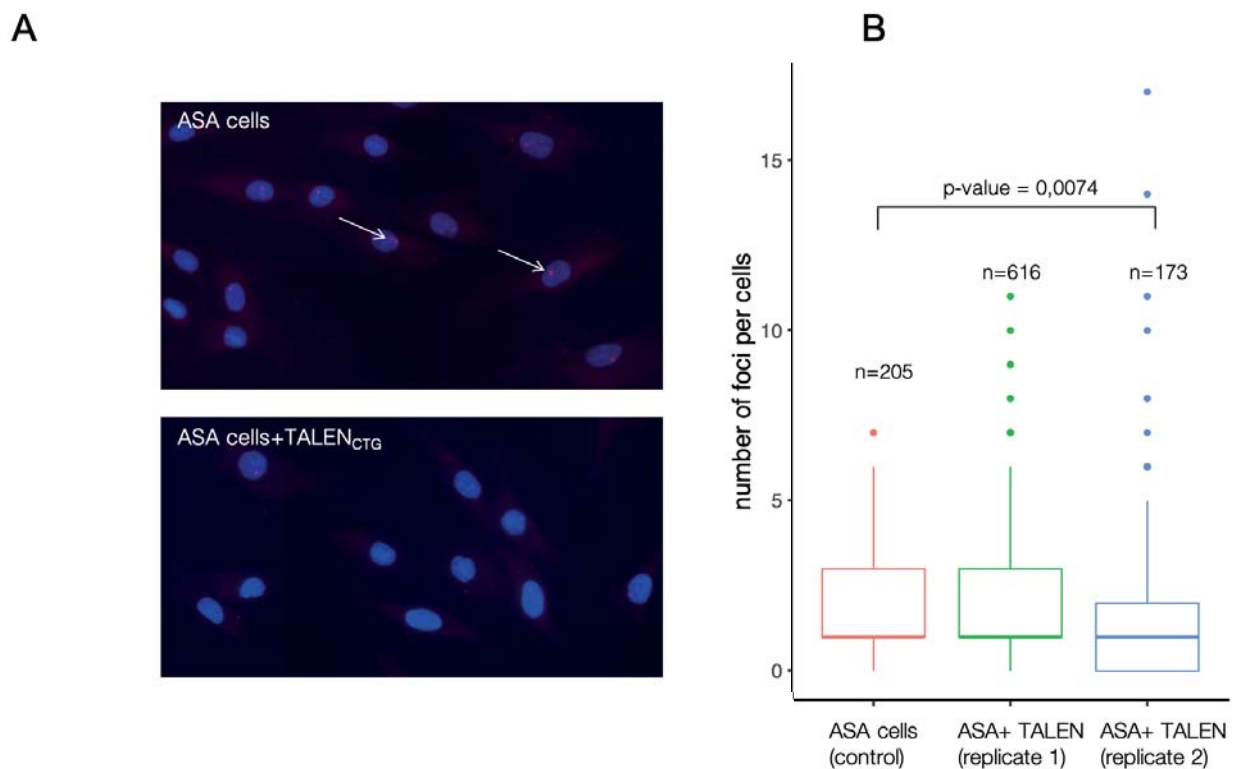 A
B
ASA cells
ASA cells+TALENCTG
number of foci per cells
15
10
5
0
p-value = 0,0074
n=205
n=616
n=173
ASA cells
(control)
ASA+ TALEN
(replicate 1)
ASA+ TALEN
(replicate 2)